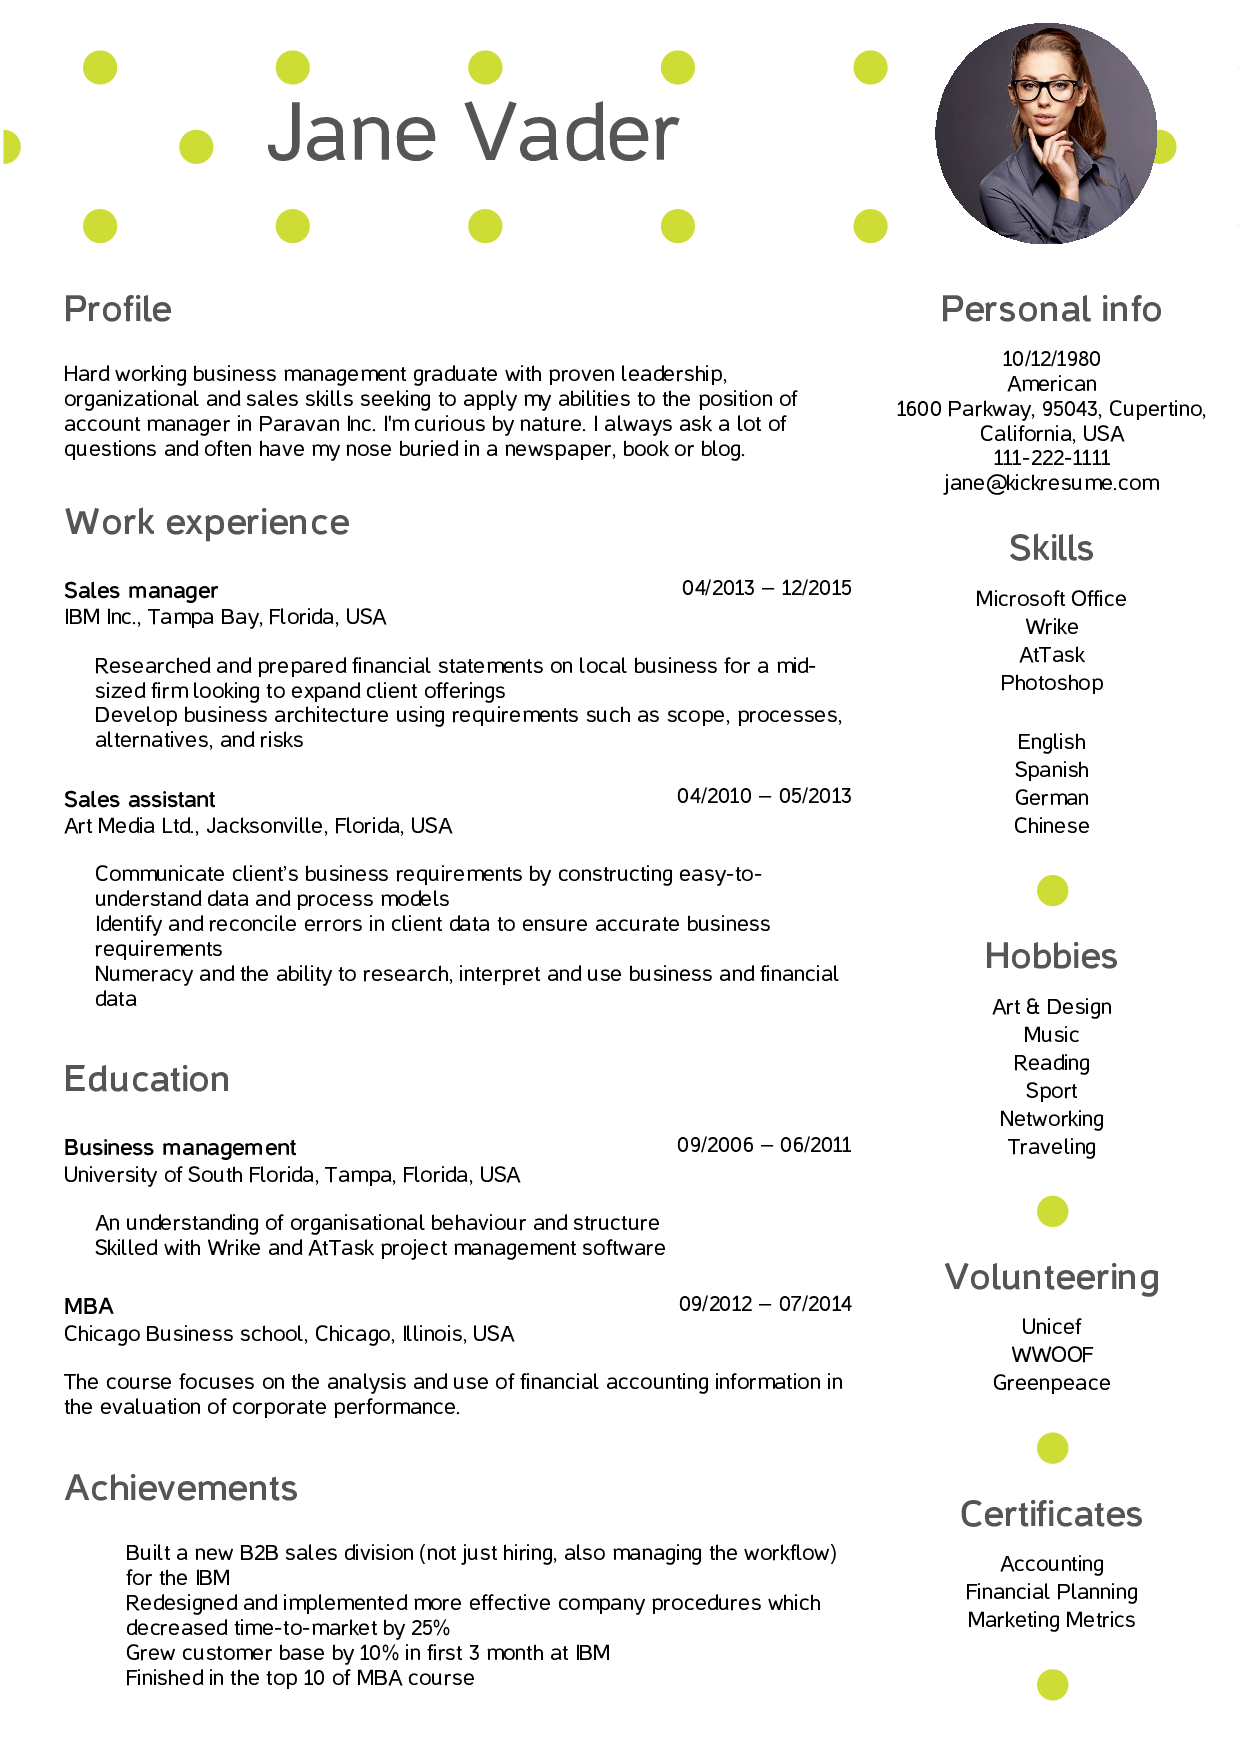 Jane Vader
Profile
Hard working business management graduate with proven leadership,
organizational and sales skills seeking to apply my abilities to the position of
account manager in Paravan Inc. I'm curious by nature. I always ask a lot of
questions and often have my nose buried in a newspaper, book or blog.
Work experience
Sales manager
04/2013 – 12/2015
IBM Inc., Tampa Bay, Florida, USA
Researched and prepared financial statements on local business for a mid-
sized firm looking to expand client offerings
Develop business architecture using requirements such as scope, processes,
alternatives, and risks
Sales assistant
04/2010 – 05/2013
Art Media Ltd., Jacksonville, Florida, USA
Communicate client’s business requirements by constructing easy-to-
understand data and process models
Identify and reconcile errors in client data to ensure accurate business
requirements
Numeracy and the ability to research, interpret and use business and financial
data
Education
Business management
09/2006 – 06/2011
University of South Florida, Tampa, Florida, USA
An understanding of organisational behaviour and structure
Skilled with Wrike and AtTask project management software
MBA
09/2012 – 07/2014
Chicago Business school, Chicago, Illinois, USA
The course focuses on the analysis and use of financial accounting information in
the evaluation of corporate performance.
Achievements
Built a new B2B sales division (not just hiring, also managing the workflow)
for the IBM
Redesigned and implemented more effective company procedures which
decreased time-to-market by 25%
Grew customer base by 10% in first 3 month at IBM
Finished in the top 10 of MBA course
Personal info
10/12/1980
American
1600 Parkway, 95043, Cupertino,
California, USA
111-222-1111
jane@kickresume.com
Skills
Microsoft Office
Wrike
AtTask
Photoshop
English
Spanish
German
Chinese
Hobbies
Art & Design
Music
Reading
Sport
Networking
Traveling
Volunteering
Unicef
WWOOF
Greenpeace
Certificates
Accounting
Financial Planning
Marketing Metrics